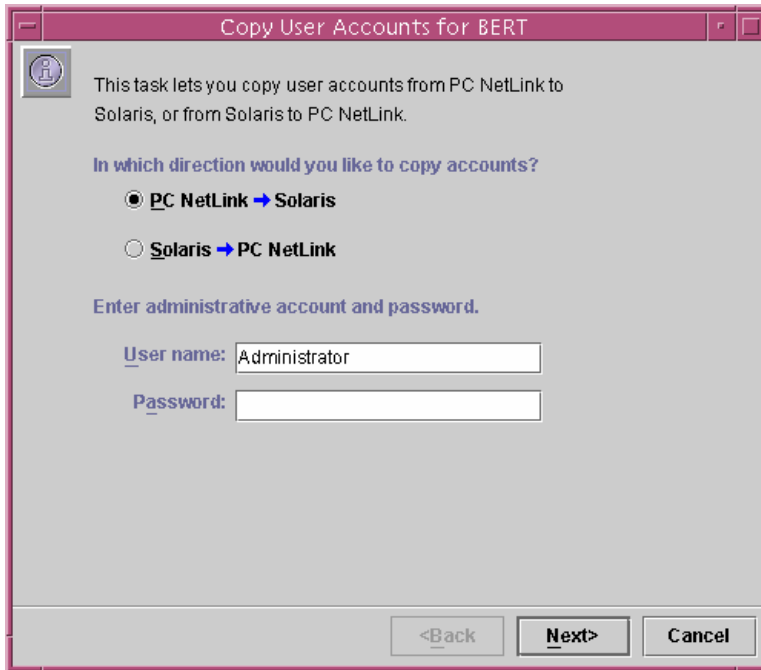 Copy User Accounts for BERT
This task lets you copy user accounts from PC NetLink to
Solaris, or from Solaris to PC NetLink.
In which direction would you like to copy accounts?
PC NetLink → Solaris
Solaris → PC NetLink
Enter administrative account and password.
User name: Administrator
Password:
<Back Next> Cancel